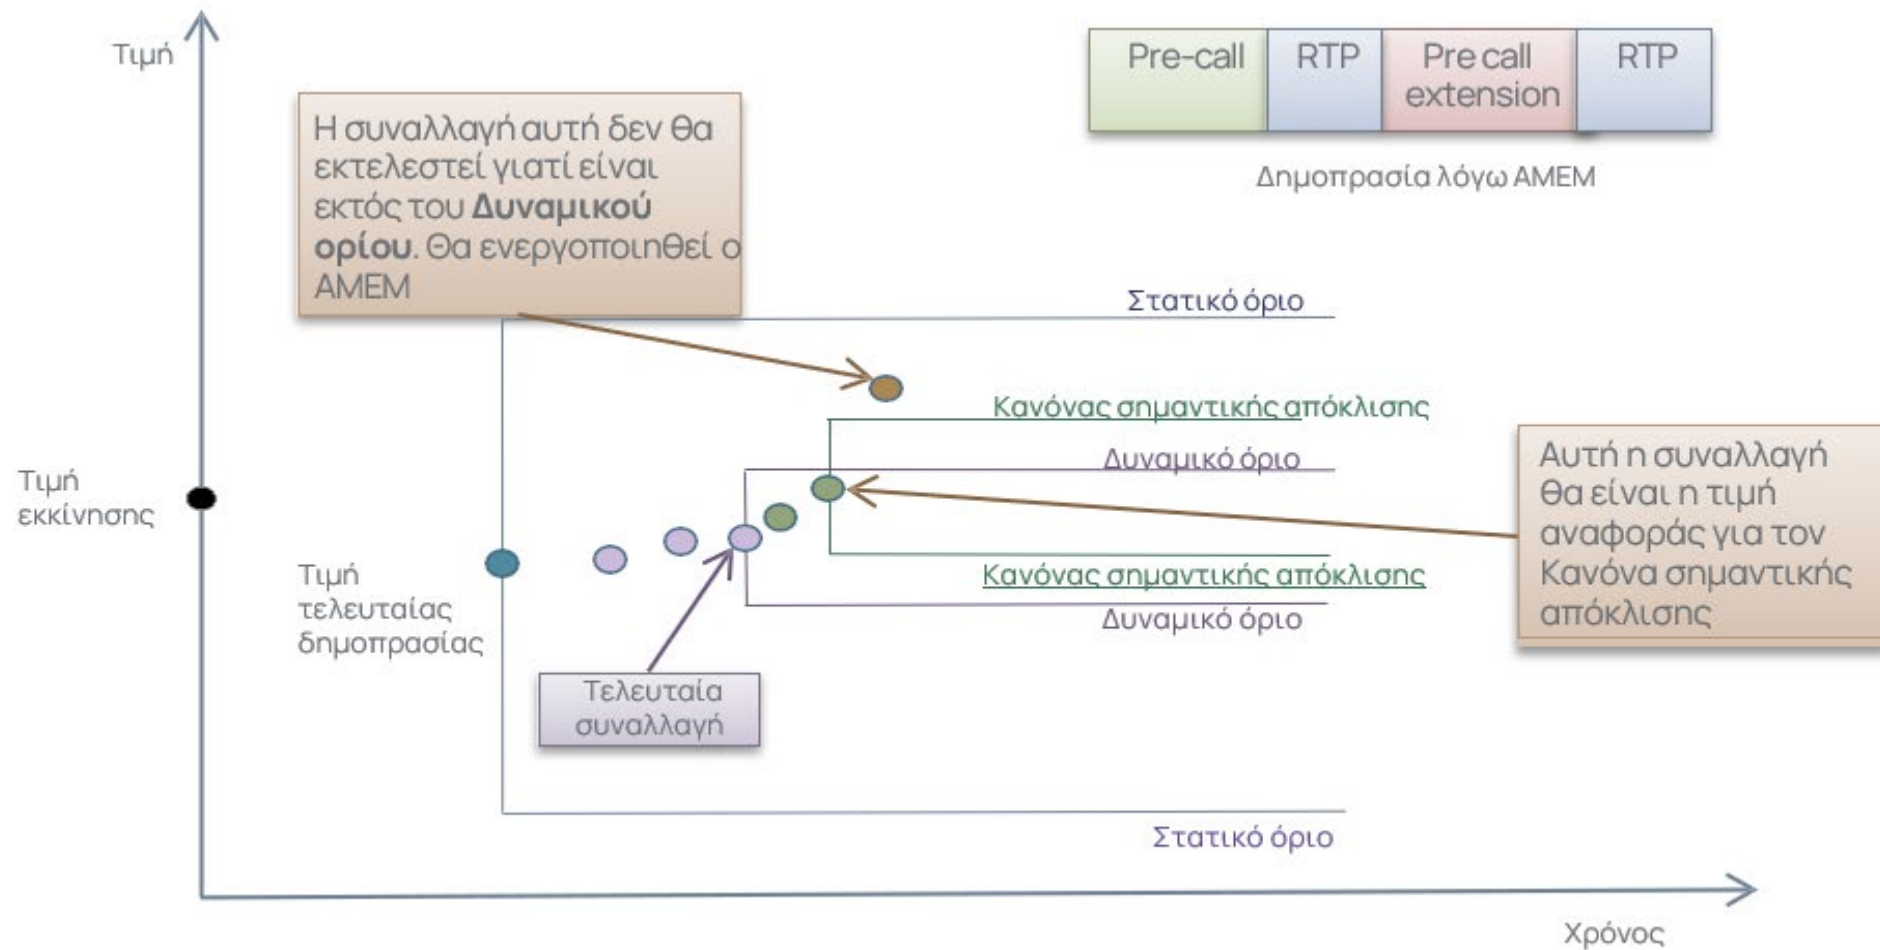 Τιμή
Pre-call
RTP
Pre call
extension
RTP
Δημοπρασία λόγω ΑΜΕΜ
Η συναλλαγή αυτή δεν θα
εκτελεστεί γιατί είναι
εκτός του Δυναμικού
ορίου. Θα ενεργοποιηθεί ο
ΑΜΕΜ
Στατικό όριο
Κανόνας σημαντικής απόκλισης
Δυναμικό όριο
Τιμή
εκκίνησης
Αυτή η συναλλαγή
θα είναι η τιμή
αναφοράς για τον
Κανόνα σημαντικής
απόκλισης
Τιμή
τελευταίας
δημοπρασίας
Κανόνας σημαντικής απόκλισης
Δυναμικό όριο
Τελευταία
συναλλαγή
Στατικό όριο
Χρόνος